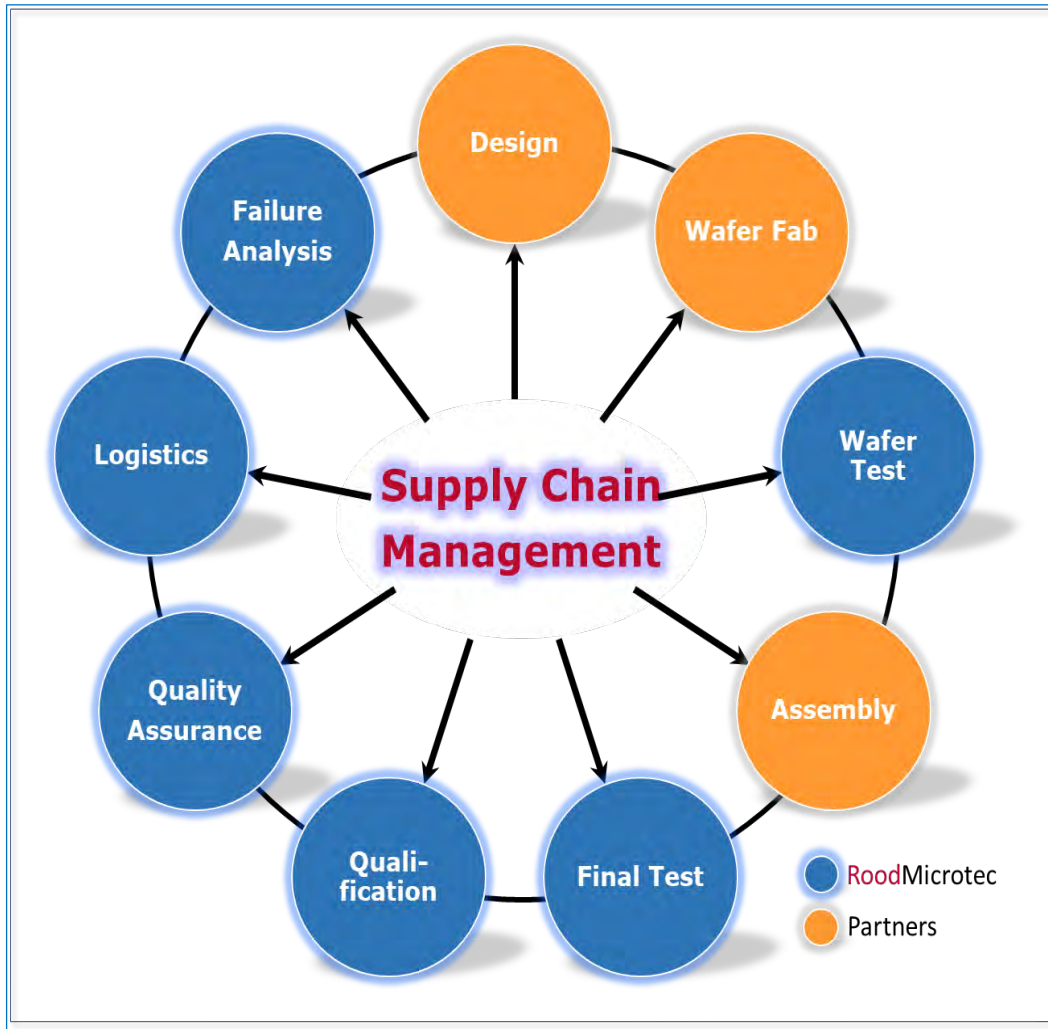 Design
Wafer Fab
Failure
Analysis
Wafer
Test
Logistics
Supply Chain
Management
Quality
Assurance
Assembly
Quali-
fication
Final Test
RoodMicrotec
Partners